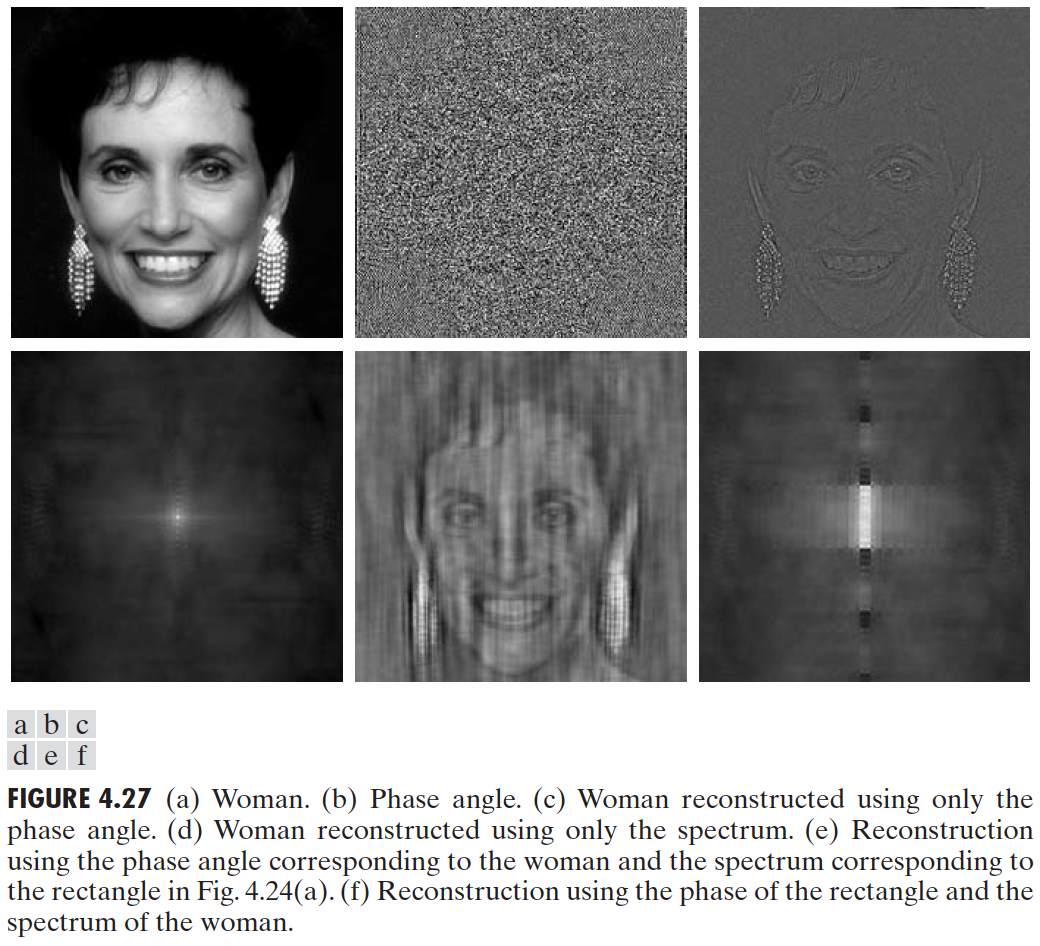 a b c
d e f
FIGURE 4.27 (a) Woman. (b) Phase angle. (c) Woman reconstructed using only the
phase angle. (d) Woman reconstructed using only the spectrum. (e) Reconstruction
using the phase angle corresponding to the woman and the spectrum corresponding to
the rectangle in Fig. 4.24(a). (f) Reconstruction using the phase of the rectangle and the
spectrum of the woman.